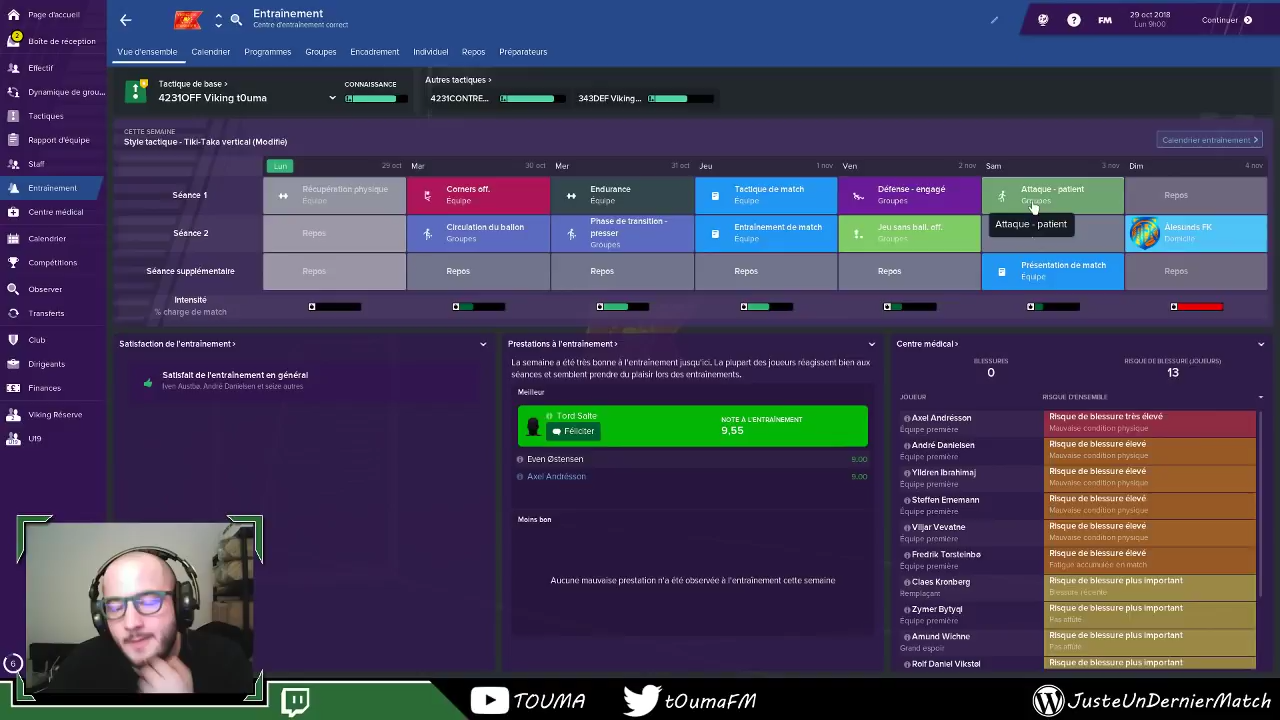 Page d'accueil
2
Boîte de réception
Effectif
Dynamique de grou...
Tactiques
Rapport d'équipe
Staff
Entraînement
Centre médical
Calendrier
Compétitions
Observer
Transferts
Club
Dirigeants
Finances
Viking Réserve
U19
6
Entraînement
Centre d'entraînement correct
FM
29 oct 2018
Lun 9h00
Continuer
Vue d'ensemble Calendrier Programmes Groupes Encadrement Individuel Repos Préparateurs
Tactique de base
4231OFF Viking t0uma
CONNAISSANCE
Autres tactiques
4231CONTRE...
343DEF Viking...
CETTE SEMAINE
Style tactique - Tiki-Taka vertical (Modifié)
Calendrier entraînement
Lun 29 oct Mar 30 oct Mer 31 oct Jeu 1 nov Ven 2 nov Sam 3 nov Dim 4 nov
Séance 1
Récupération physique
Équipe
Corners off.
Équipe
Endurance
Équipe
Tactique de match
Équipe
Défense - engagé
Groupes
Attaque - patient
Groupes
Repos
Séance 2
Repos
Circulation du ballon
Groupes
Phase de transition - presser
Groupes
Entraînement de match
Équipe
Jeu sans ball. off.
Groupes
Attaque - patient
Ålesunds FK
Domicile
Séance supplémentaire
Repos
Repos
Repos
Repos
Repos
Présentation de match
Équipe
Repos
Intensité
% charge de match
Satisfaction de l'entraînement
Satisfait de l'entraînement en général
Iven Austbø, André Danielsen et seize autres
Prestations à l'entraînement
La semaine a été très bonne à l'entraînement jusqu'ici. La plupart des joueurs réagissent bien aux
séances et semblent prendre du plaisir lors des entraînements.
Meilleur
Tord Salte
Féliciter
NOTE À L'ENTRAÎNEMENT
9,55
Even Østensen 9.00
Axel Andrésson 9.00
Moins bon
Aucune mauvaise prestation n'a été observée à l'entraînement cette semaine
Centre médical
BLESSURES
0
RISQUE DE BLESSURE (JOUEURS)
13
JOUEUR RISQUE D'ENSEMBLE
Axel Andrésson
Équipe première
Risque de blessure très élevé
Mauvaise condition physique
André Danielsen
Équipe première
Risque de blessure élevé
Mauvaise condition physique
Yildren Ibrahimaj
Équipe première
Risque de blessure élevé
Mauvaise condition physique
Steffen Ernemann
Équipe première
Risque de blessure élevé
Mauvaise condition physique
Viljar Vevatne
Équipe première
Risque de blessure élevé
Mauvaise condition physique
Fredrik Torsteinbø
Équipe première
Risque de blessure élevé
Fatigue accumulée en match
Claes Kronberg
Remplaçant
Risque de blessure plus important
Blessure récente
Zymer Bytyqi
Équipe première
Risque de blessure plus important
Pas affûté
Amund Wichne
Grand espoir
Risque de blessure plus important
Pas affûté
Rolf Daniel Vikstøl
Risque de blessure plus important
TOUMA
t0umaFM
JusteUnDernierMatch